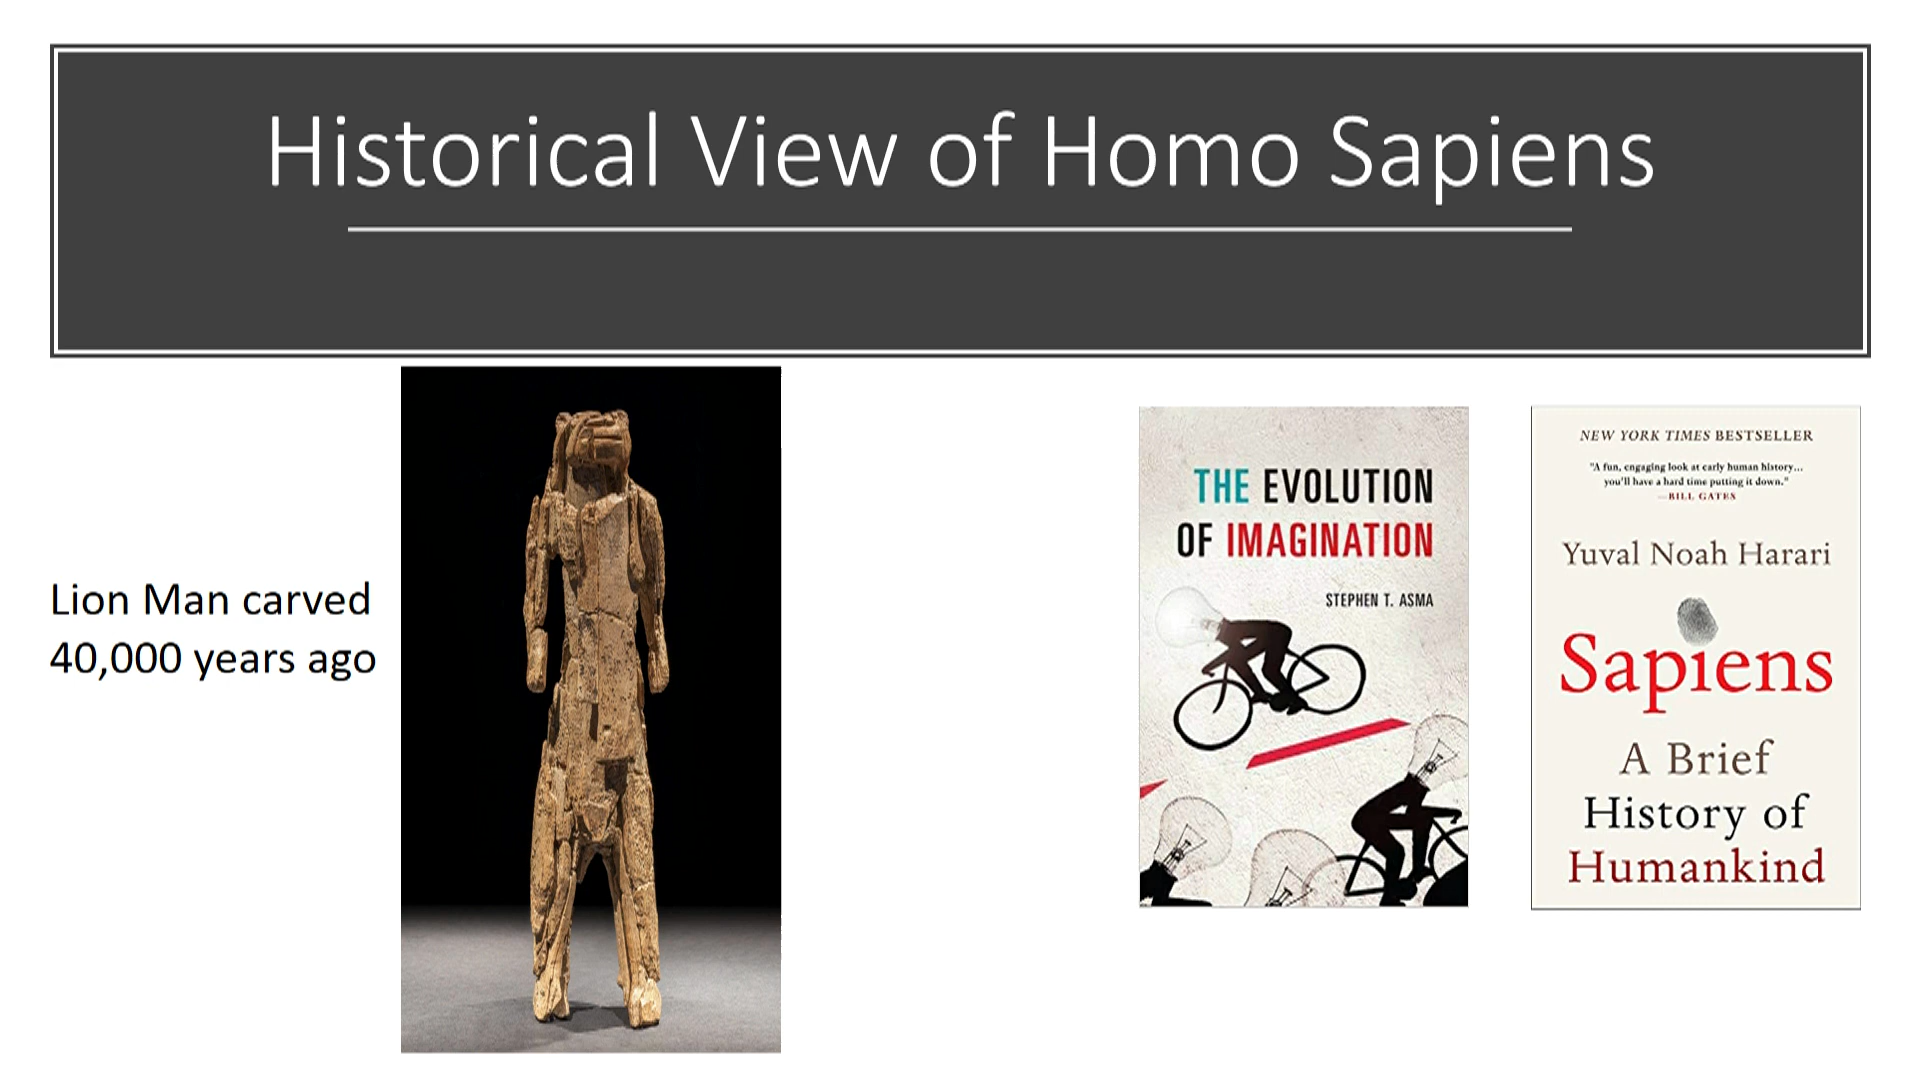 Historical View of Homo Sapiens
Lion Man carved
40,000 years ago
THE EVOLUTION
OF IMAGINATION
STEPHEN T. ASMA
NEW YORK TIMES BESTSELLER
"A fun, engaging look at early human history...
you'll have a hard time putting it down."
—BILL GATES
Yuval Noah Harari
Sapiens
A Brief
History of
Humankind